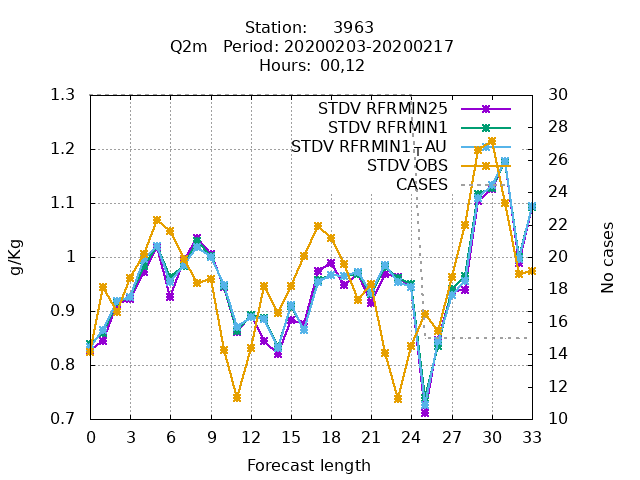 Station: 3963
Q2m Period: 20200203-20200217
Hours: 00,12
STDV RFRMIN25
STDV RFRMIN1
STDV RFRMIN1+AU
STDV OBS
CASES
g/Kg
1.3
1.2
1.1
1
0.9
0.8
0.7
30
28
26
24
22
20
18
16
14
12
10
No cases
0 3 6 9 12 15 18 21 24 27 30 33
Forecast length